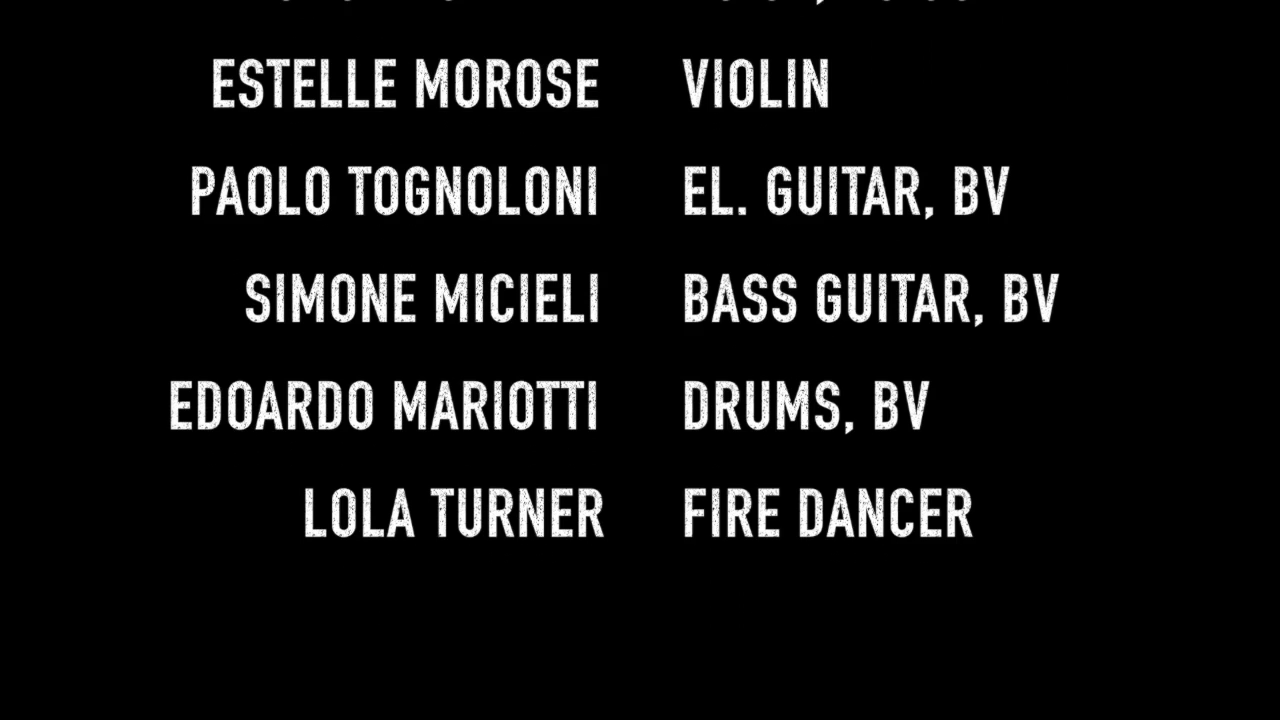 ESTELLE MOROSE VIOLIN
PAOLO TOGNOLONI EL. GUITAR, BV
SIMONE MICIELI BASS GUITAR, BV
EDOARDO MARIOTTI DRUMS, BV
LOLA TURNER FIRE DANCER